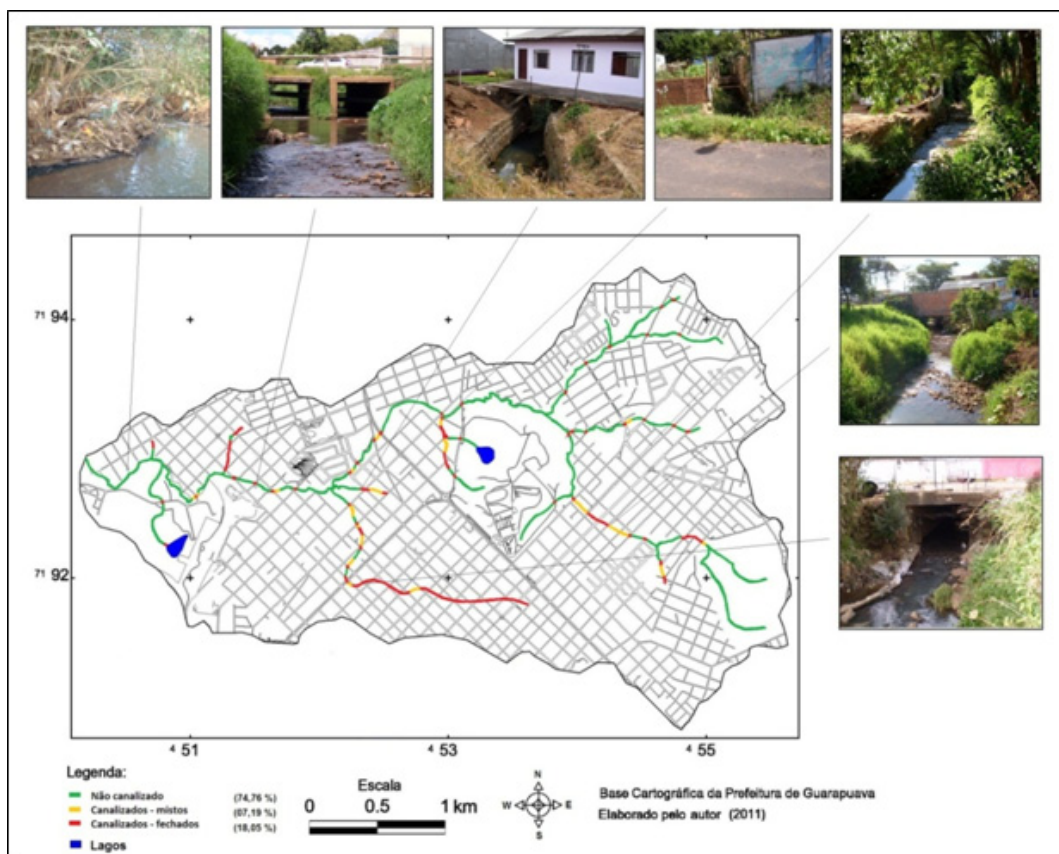 71 94
71 92
4 51
4 53
4 55
Legenda:
Não canalizado (74,76 %)
Canalizados - mistos (07,19 %)
Canalizados - fechados (18,05 %)
Lagos
Escala
0 0.5 1 km
N
W E
S
Base Cartográfica da Prefeitura de Guarapuava
Elaborado pelo autor (2011)